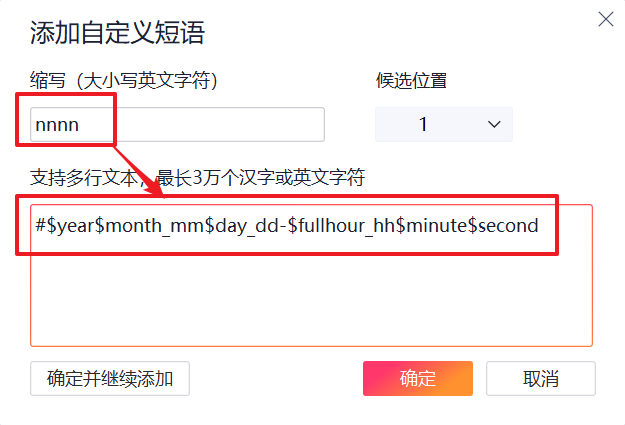 添加自定义短语
缩写（大小写英文字符）
候选位置
nnnn
1
支持多行文本，最长3万个汉字或英文字符
#$year$month_mm$day_dd-$fullhour_hh$minute$second
确定并继续添加
确定
取消